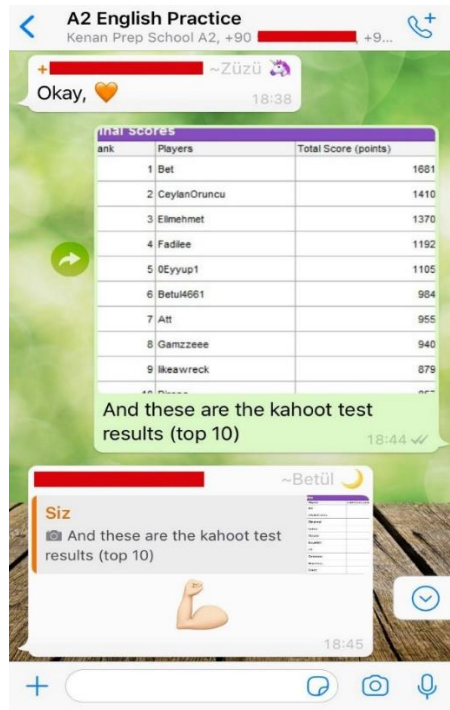 A2 English Practice
Kenan Prep School A2, +90 , +9...
+ ~Züzü 🦄
Okay, 🧡
18:38
inal Scores
ank Players Total Score (points)
1 Bet 1681
2 CeylanOruncu 1410
3 Elimehmet 1370
4 Fadilee 1192
5 0Eyyup1 1105
6 Betul4661 984
7 Att 955
8 Gamzzeee 940
9 likeawreck 879
And these are the kahoot test
results (top 10)
18:44
~Betül 🌙
Siz
And these are the kahoot test
results (top 10)
💪🏻
18:45